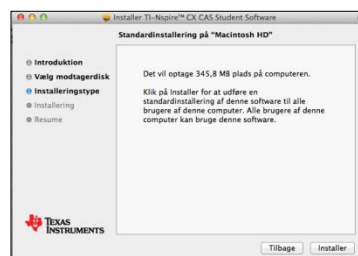 Installer TI-Nspire™ CX CAS Student Software
Standardinstallering på "Macintosh HD"
Introduktion
Vælg modtagerdisk
Installeringstype
Installering
Resume
Det vil optage 345,8 MB plads på computeren.
Klik på Installer for at udføre en
standardinstallering af denne software til alle
brugere af denne computer. Alle brugere af denne
computer kan bruge denne software.
TEXAS
INSTRUMENTS
Tilbage
Installer